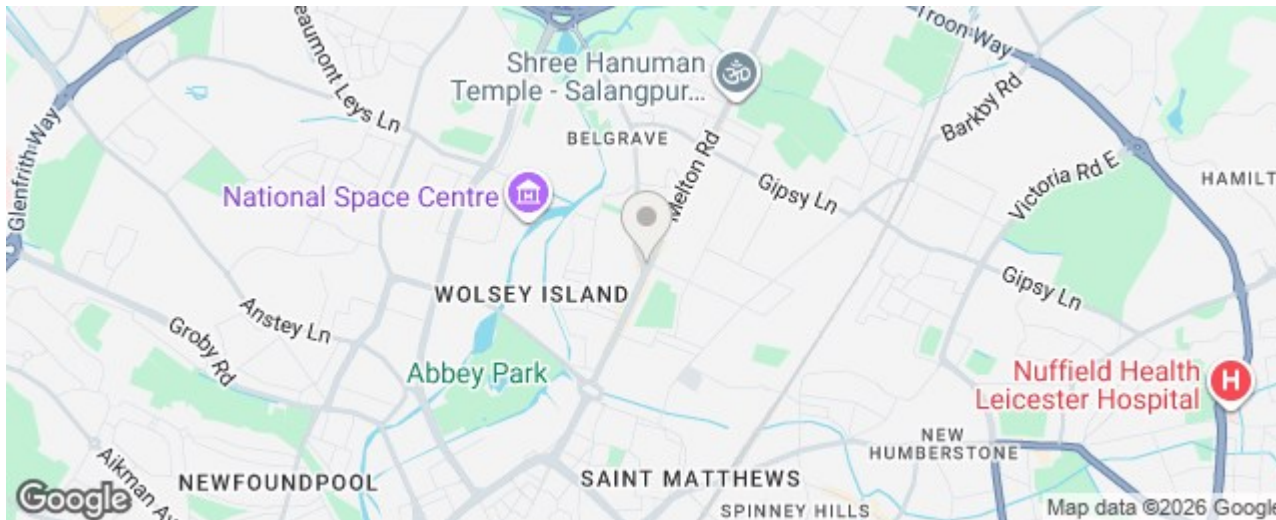 eaumont Leys Ln
Troon Way
Shree Hanuman
Temple - Salangpur...
BELGRAVE
Barkby Rd
Glenfrith Way
Melton Rd
Gipsy Ln
Victoria Rd E
HAMILT
National Space Centre
WOLSEY ISLAND
Gipsy Ln
Anstey Ln
Groby Rd
Abbey Park
Nuffield Health
Leicester Hospital
H
NEW
HUMBERSTONE
Aikman Av
NEWFOUNDPOOL
SAINT MATTHEWS
SPINNEY HILLS
Google
Map data ©2026 Google